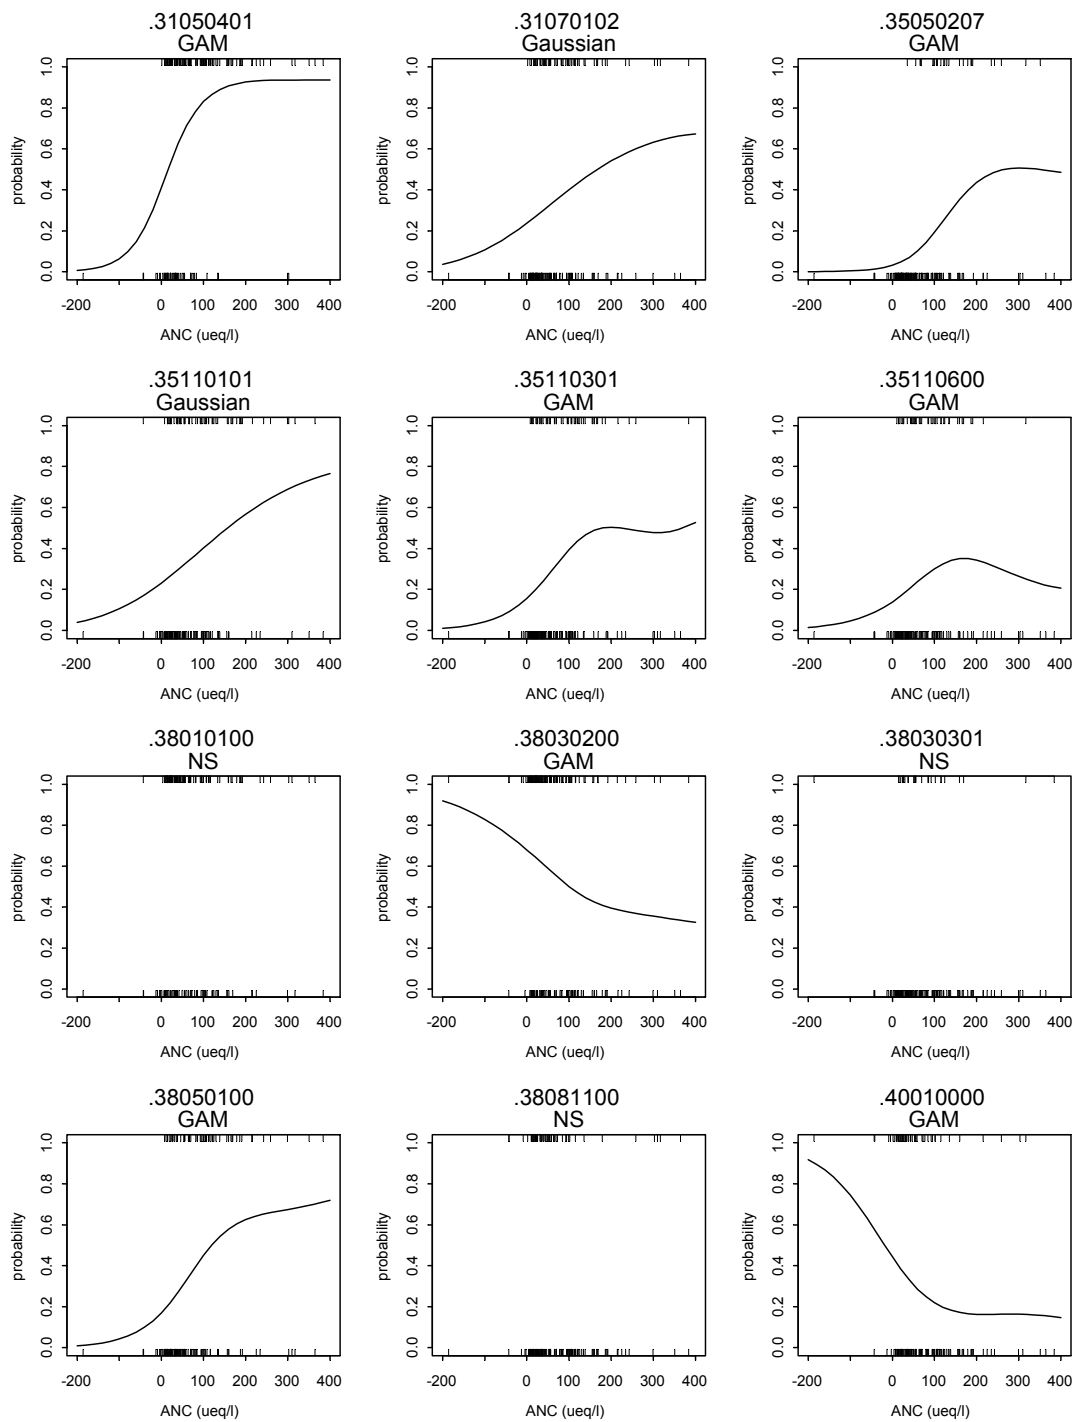 .31050401
GAM
probability
0.0 0.2 0.4 0.6 0.8 1.0
-200 0 100 200 300 400
ANC (ueq/l)
.31070102
Gaussian
probability
0.0 0.2 0.4 0.6 0.8 1.0
-200 0 100 200 300 400
ANC (ueq/l)
.35050207
GAM
probability
0.0 0.2 0.4 0.6 0.8 1.0
-200 0 100 200 300 400
ANC (ueq/l)
.35110101
Gaussian
probability
0.0 0.2 0.4 0.6 0.8 1.0
-200 0 100 200 300 400
ANC (ueq/l)
.35110301
GAM
probability
0.0 0.2 0.4 0.6 0.8 1.0
-200 0 100 200 300 400
ANC (ueq/l)
.35110600
GAM
probability
0.0 0.2 0.4 0.6 0.8 1.0
-200 0 100 200 300 400
ANC (ueq/l)
.38010100
NS
probability
0.0 0.2 0.4 0.6 0.8 1.0
-200 0 100 200 300 400
ANC (ueq/l)
.38030200
GAM
probability
0.0 0.2 0.4 0.6 0.8 1.0
-200 0 100 200 300 400
ANC (ueq/l)
.38030301
NS
probability
0.0 0.2 0.4 0.6 0.8 1.0
-200 0 100 200 300 400
ANC (ueq/l)
.38050100
GAM
probability
0.0 0.2 0.4 0.6 0.8 1.0
-200 0 100 200 300 400
ANC (ueq/l)
.38081100
NS
probability
0.0 0.2 0.4 0.6 0.8 1.0
-200 0 100 200 300 400
ANC (ueq/l)
.40010000
GAM
probability
0.0 0.2 0.4 0.6 0.8 1.0
-200 0 100 200 300 400
ANC (ueq/l)